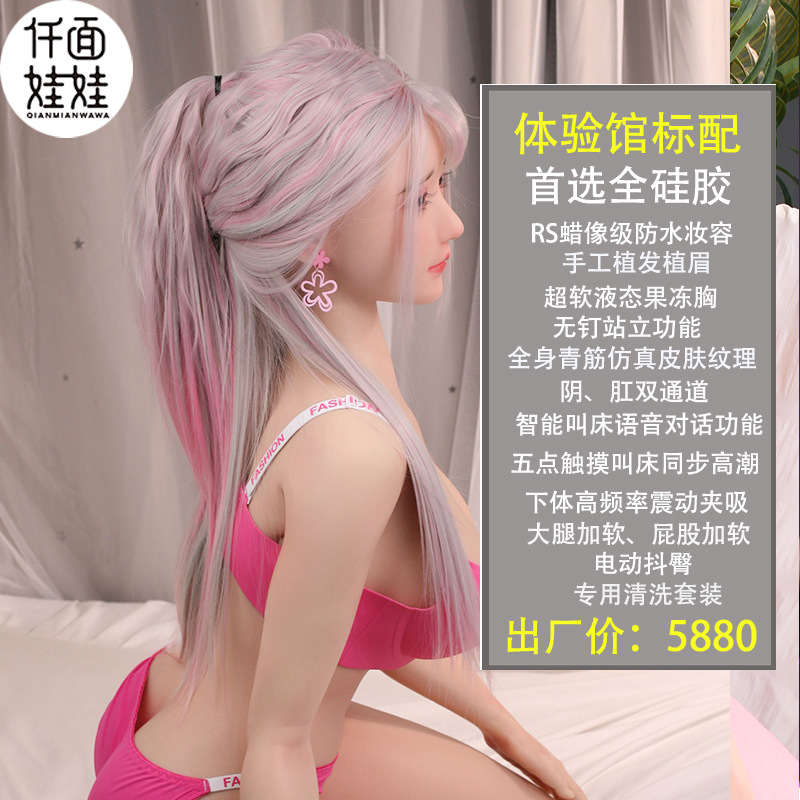 仟面
娃娃
QIANMIANWAWA
体验馆标配
首选全硅胶
RS蜡像级防水妆容
手工植发植眉
超软液态果冻胸
无钉站立功能
全身青筋仿真皮肤纹理
阴、肛双通道
智能叫床语音对话功能
五点触摸叫床同步高潮
下体高频率震动夹吸
大腿加软、屁股加软
电动抖臀
专用清洗套装
出厂价：5880
FASHION
FASHION
FASHION